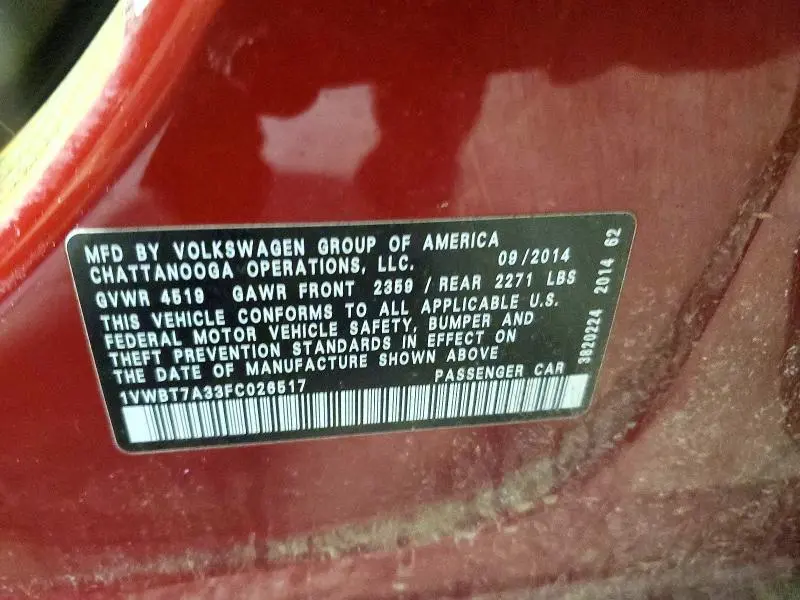 MFD BY VOLKSWAGEN GROUP OF AMERICA
CHATTANOOGA OPERATIONS, LLC. 09/2014
GVWR 4519 GAWR FRONT 2359 / REAR 2271 LBS
THIS VEHICLE CONFORMS TO ALL APPLICABLE U.S.
FEDERAL MOTOR VEHICLE SAFETY, BUMPER AND
THEFT PREVENTION STANDARDS IN EFFECT ON
THE DATE OF MANUFACTURE SHOWN ABOVE
1VWBT7A33FC026517 PASSENGER CAR
3820224 2014 62